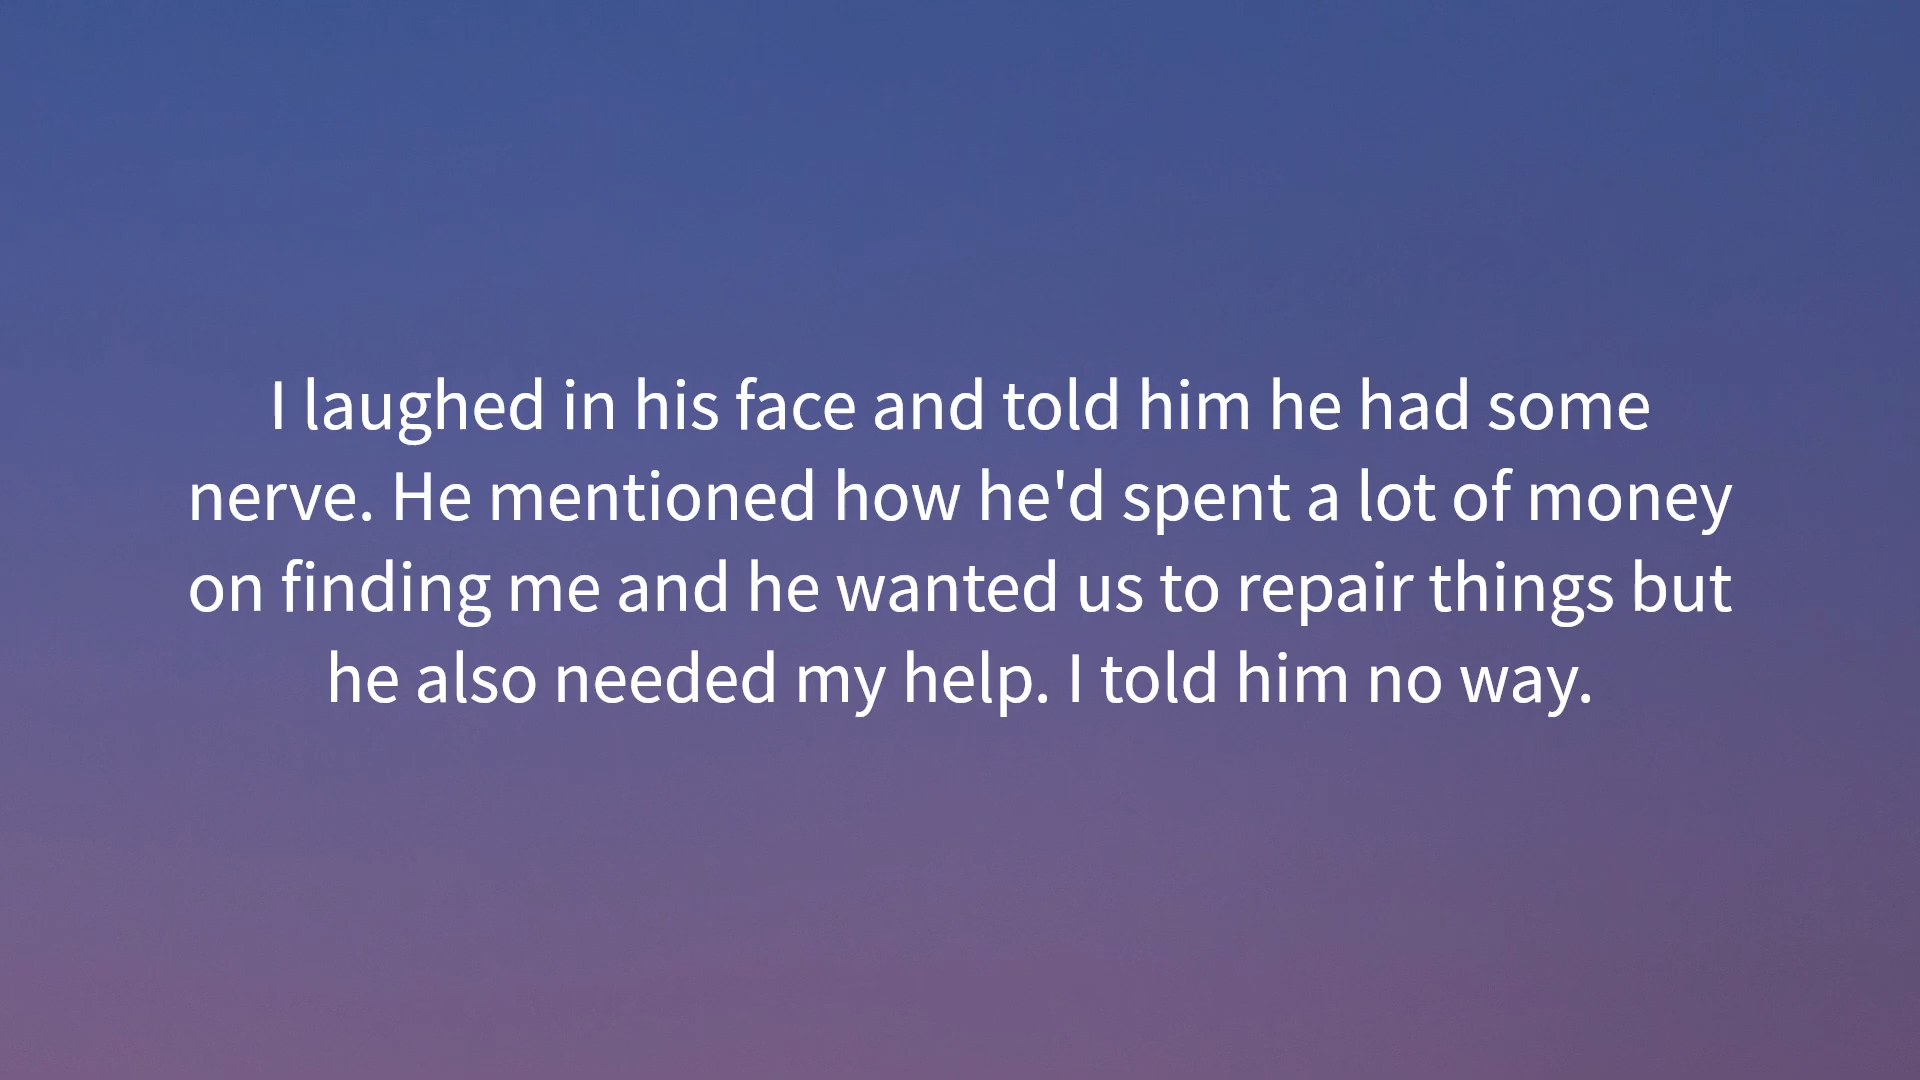 I laughed in his face and told him he had some
nerve. He mentioned how he'd spent a lot of money
on finding me and he wanted us to repair things but
he also needed my help. I told him no way.